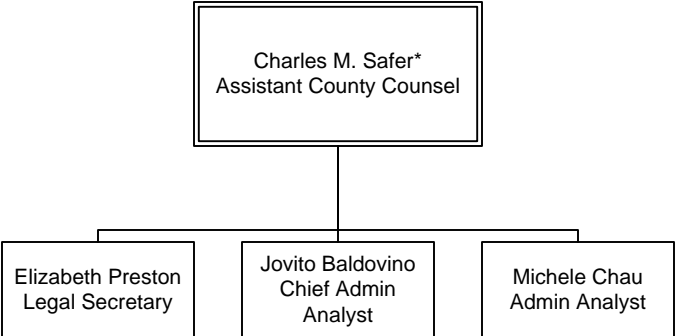 Charles M. Safer*
Assistant County Counsel
Elizabeth Preston
Legal Secretary
Jovito Baldovino
Chief Admin
Analyst
Michele Chau
Admin Analyst